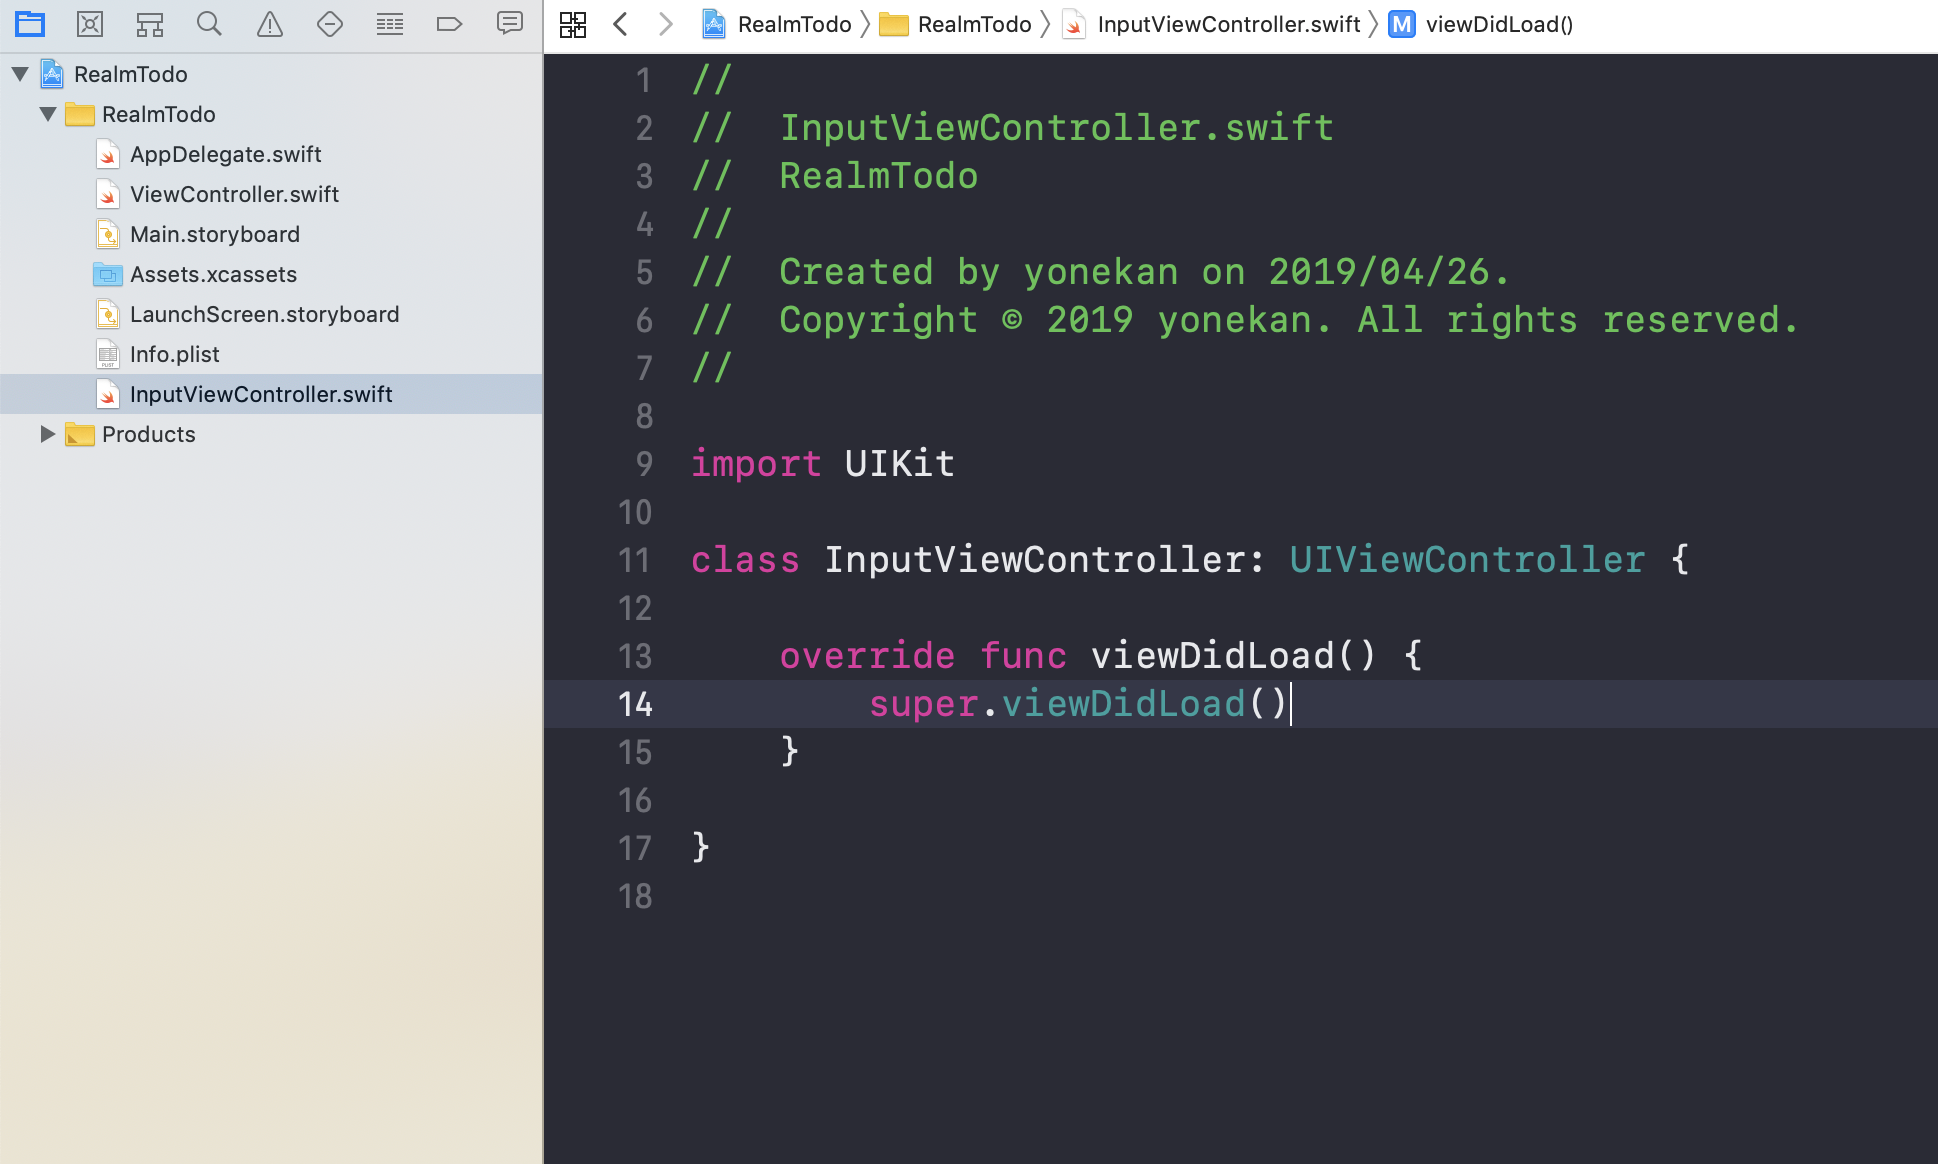 RealmTodo
RealmTodo
AppDelegate.swift
ViewController.swift
Main.storyboard
Assets.xcassets
LaunchScreen.storyboard
Info.plist
InputViewController.swift
Products
RealmTodo RealmTodo InputViewController.swift M viewDidLoad()
1 //
2 //  InputViewController.swift
3 //  RealmTodo
4 //
5 //  Created by yonekan on 2019/04/26.
6 //  Copyright © 2019 yonekan. All rights reserved.
7 //
8
9 import UIKit
10
11 class InputViewController: UIViewController {
12
13     override func viewDidLoad() {
14         super.viewDidLoad()
15     }
16
17 }
18